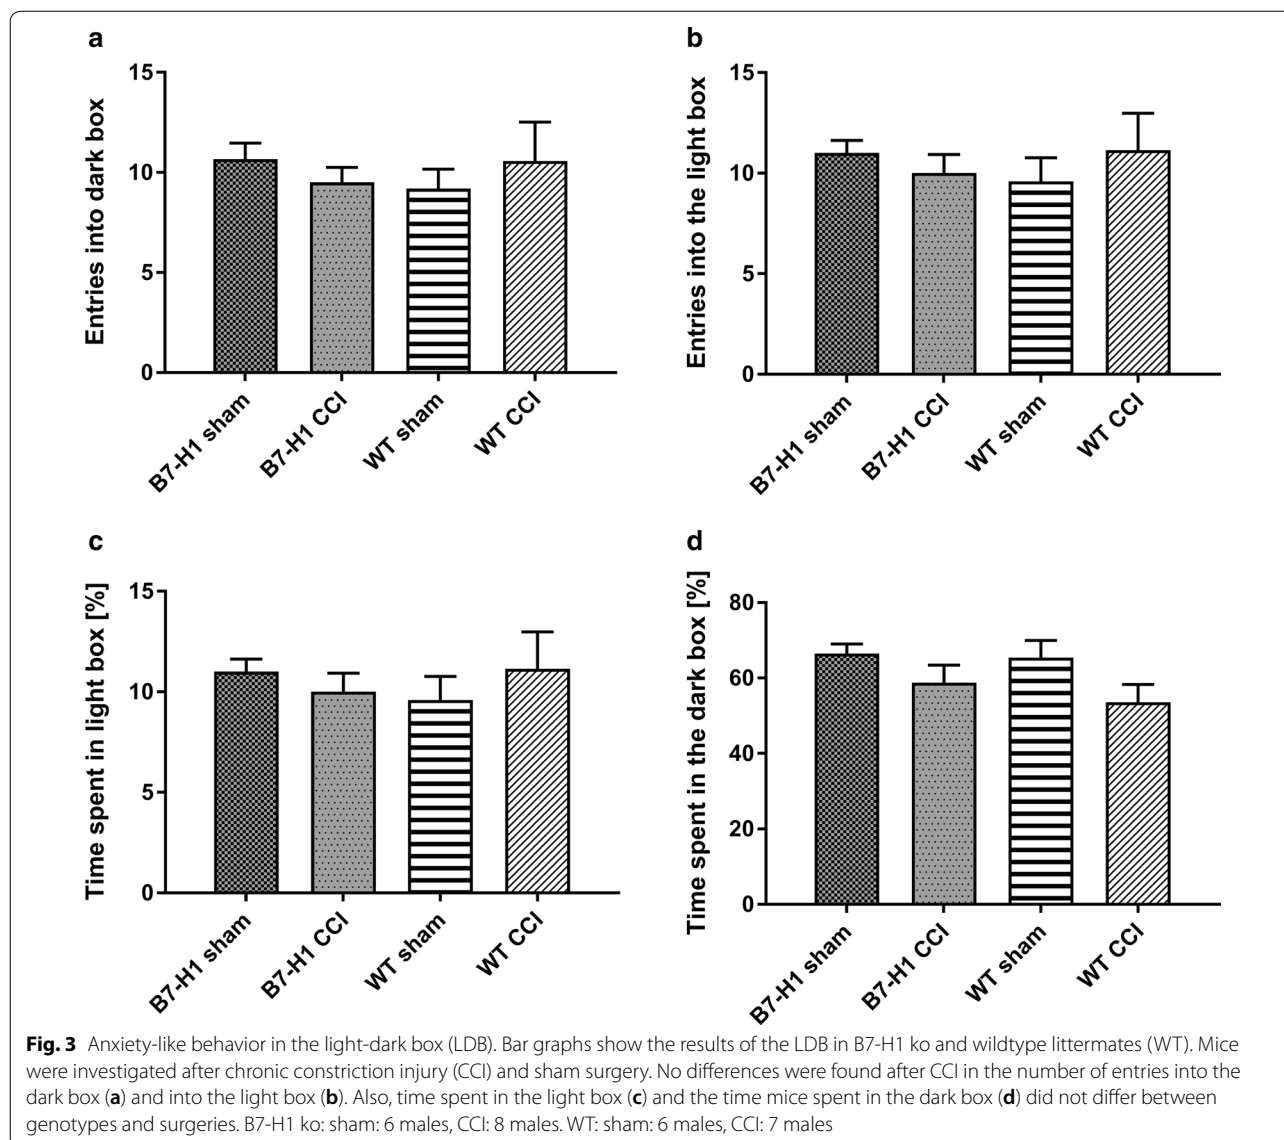 a
Entries into dark box
15
10
5
0
B7-H1 sham
B7-H1 CCI
WT sham
WT CCI
b
Entries into the light box
15
10
5
0
B7-H1 sham
B7-H1 CCI
WT sham
WT CCI
c
Time spent in light box [%]
15
10
5
0
B7-H1 sham
B7-H1 CCI
WT sham
WT CCI
d
Time spent in the dark box [%]
80
60
40
20
0
B7-H1 sham
B7-H1 CCI
WT sham
WT CCI
Fig. 3 Anxiety-like behavior in the light-dark box (LDB). Bar graphs show the results of the LDB in B7-H1 ko and wildtype littermates (WT). Mice
were investigated after chronic constriction injury (CCI) and sham surgery. No differences were found after CCI in the number of entries into the
dark box (a) and into the light box (b). Also, time spent in the light box (c) and the time mice spent in the dark box (d) did not differ between
genotypes and surgeries. B7-H1 ko: sham: 6 males, CCI: 8 males. WT: sham: 6 males, CCI: 7 males